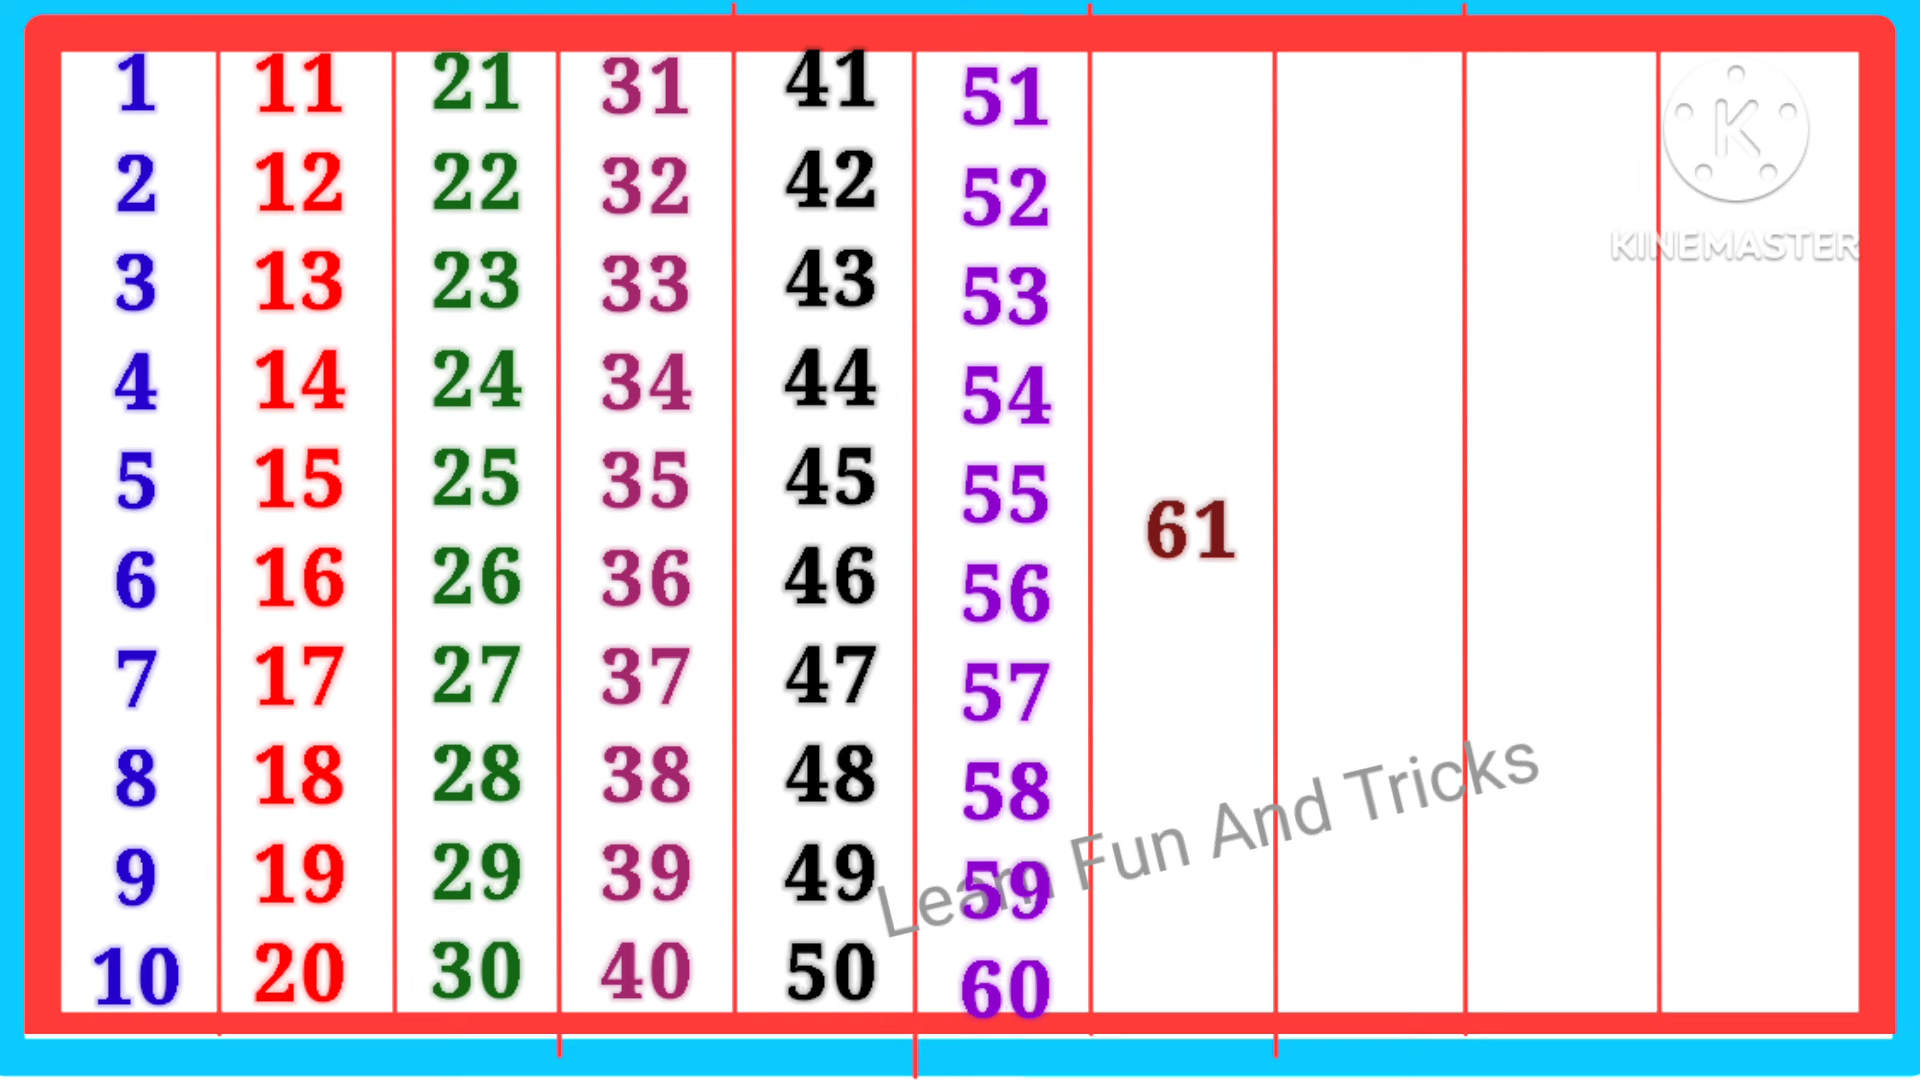 1 11 21 31 41 51
2 12 22 32 42 52
3 13 23 33 43 53
4 14 24 34 44 54
5 15 25 35 45 55
6 16 26 36 46 56
7 17 27 37 47 57
8 18 28 38 48 58
9 19 29 39 49 59
10 20 30 40 50 60
61
K
KINEMASTER
Learn Fun And Tricks